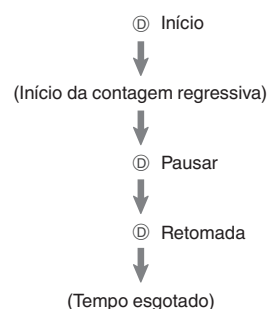 Ⓓ Início
(Início da contagem regressiva)
Ⓓ Pausar
Ⓓ Retomada
(Tempo esgotado)